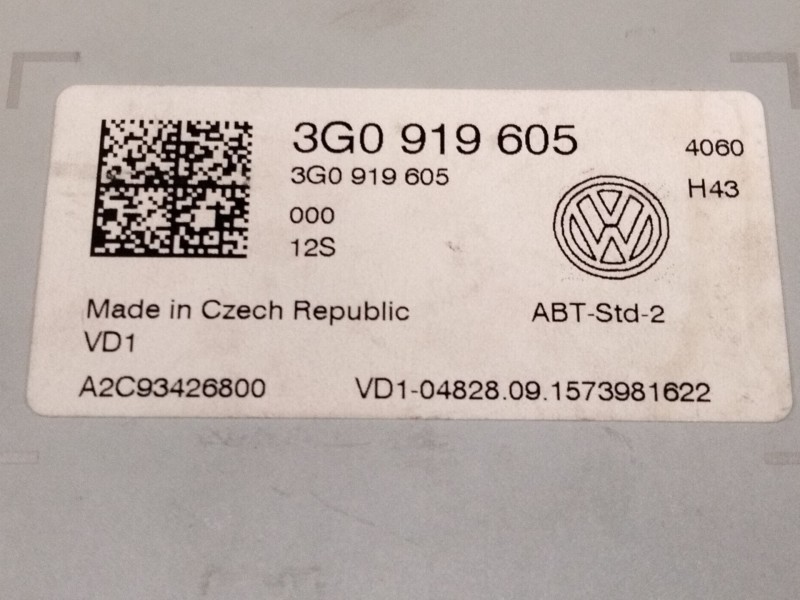 3G0 919 605
4060
3G0 919 605
H43
000
12S
Made in Czech Republic
ABT-Std-2
VD1
A2C93426800
VD1-04828.09.1573981622